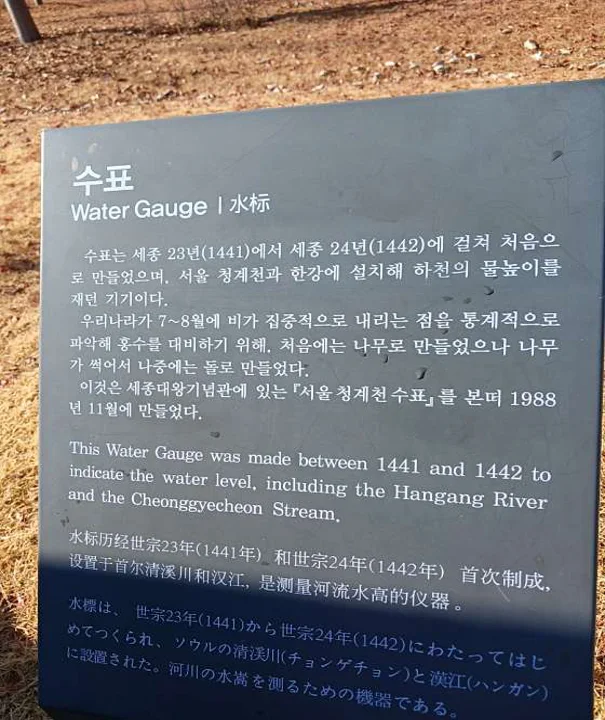 수표
Water Gauge | 水标
수표는 세종 23년(1441)에서 세종 24년(1442)에 걸쳐 처음으
로 만들었으며, 서울 청계천과 한강에 설치해 하천의 물높이를
재던 기기이다.
우리나라가 7~8월에 비가 집중적으로 내리는 점을 통계적으로
파악해 홍수를 대비하기 위해, 처음에는 나무로 만들었으나 나무
가 썩어서 나중에는 돌로 만들었다.
이것은 세종대왕기념관에 있는 『서울 청계천 수표』를 본떠 1988
년 11월에 만들었다.
This Water Gauge was made between 1441 and 1442 to
indicate the water level, including the Hangang River
and the Cheonggyecheon Stream.
水标历经世宗23年(1441年) 和世宗24年(1442年) 首次制成,
设置于首尔清溪川和汉江, 是测量河流水高的仪器。
水標は、世宗23年(1441)から世宗24年(1442)にわたってはじ
めてつくられ、ソウルの清渓川(チョンゲチョン)と漢江(ハンガン)
に設置された。河川の水嵩を測るための機器である。